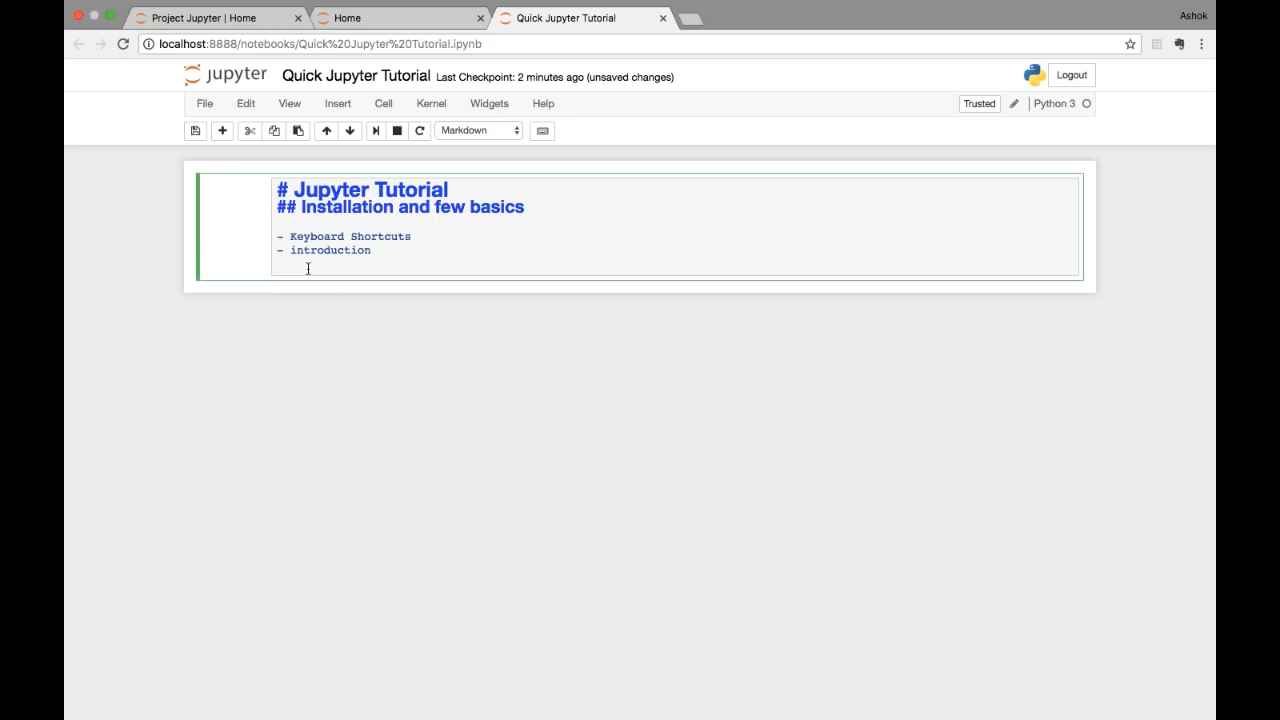 Project Jupyter | Home
Home
Quick Jupyter Tutorial
Ashok
localhost:8888/notebooks/Quick%20Jupyter%20Tutorial.ipynb
jupyter Quick Jupyter Tutorial Last Checkpoint: 2 minutes ago (unsaved changes) Logout
File Edit View Insert Cell Kernel Widgets Help Trusted Python 3
Markdown
# Jupyter Tutorial
## Installation and few basics
- Keyboard Shortcuts
- introduction